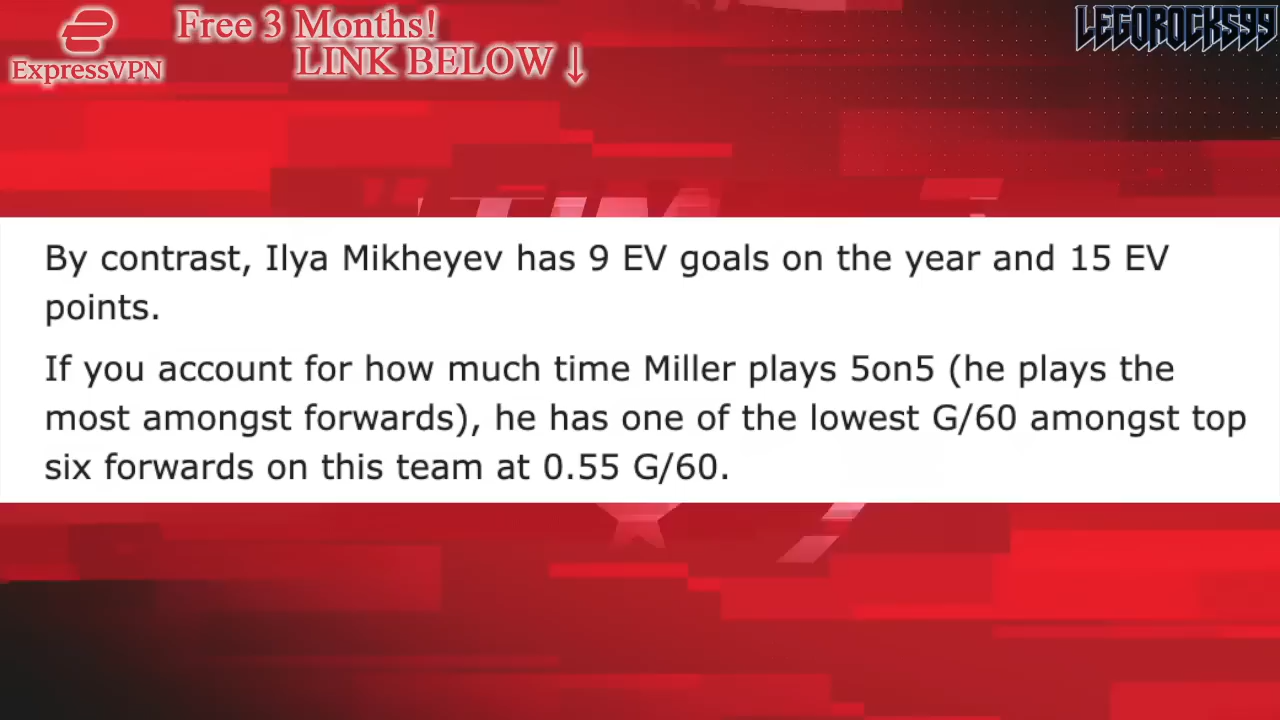 Free 3 Months!
LINK BELOW ↓
ExpressVPN
LEGOROCKS99
By contrast, Ilya Mikheyev has 9 EV goals on the year and 15 EV
points.
If you account for how much time Miller plays 5on5 (he plays the
most amongst forwards), he has one of the lowest G/60 amongst top
six forwards on this team at 0.55 G/60.